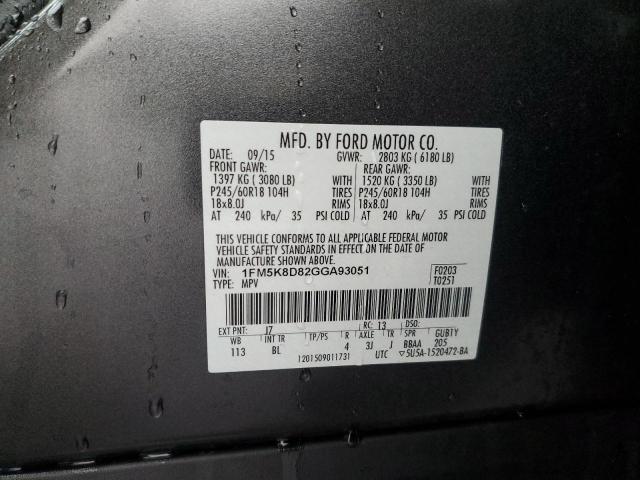 MFD. BY FORD MOTOR CO.
DATE: 09/15 GVWR: 2803 KG ( 6180 LB)
FRONT GAWR: REAR GAWR:
1397 KG ( 3080 LB) WITH 1520 KG ( 3350 LB) WITH
P245/60R18 104H TIRES P245/60R18 104H TIRES
18x8.0J RIMS 18x8.0J RIMS
AT 240 kPa/ 35 PSI COLD AT 240 kPa/ 35 PSI COLD
THIS VEHICLE CONFORMS TO ALL APPLICABLE FEDERAL MOTOR
VEHICLE SAFETY STANDARDS IN EFFECT ON THE DATE OF
MANUFACTURE SHOWN ABOVE.
VIN: 1FM5K8D82GGA93051 F0203
TYPE: MPV T0251
EXT PNT: J7 RC: 13 DSO:
WB INT TR TP/PS R AXLE TR SPR GUB1Y
113 BL 4 3J J BBAA 205
1201509011731 UTC ▽5U5A-1520472-BA